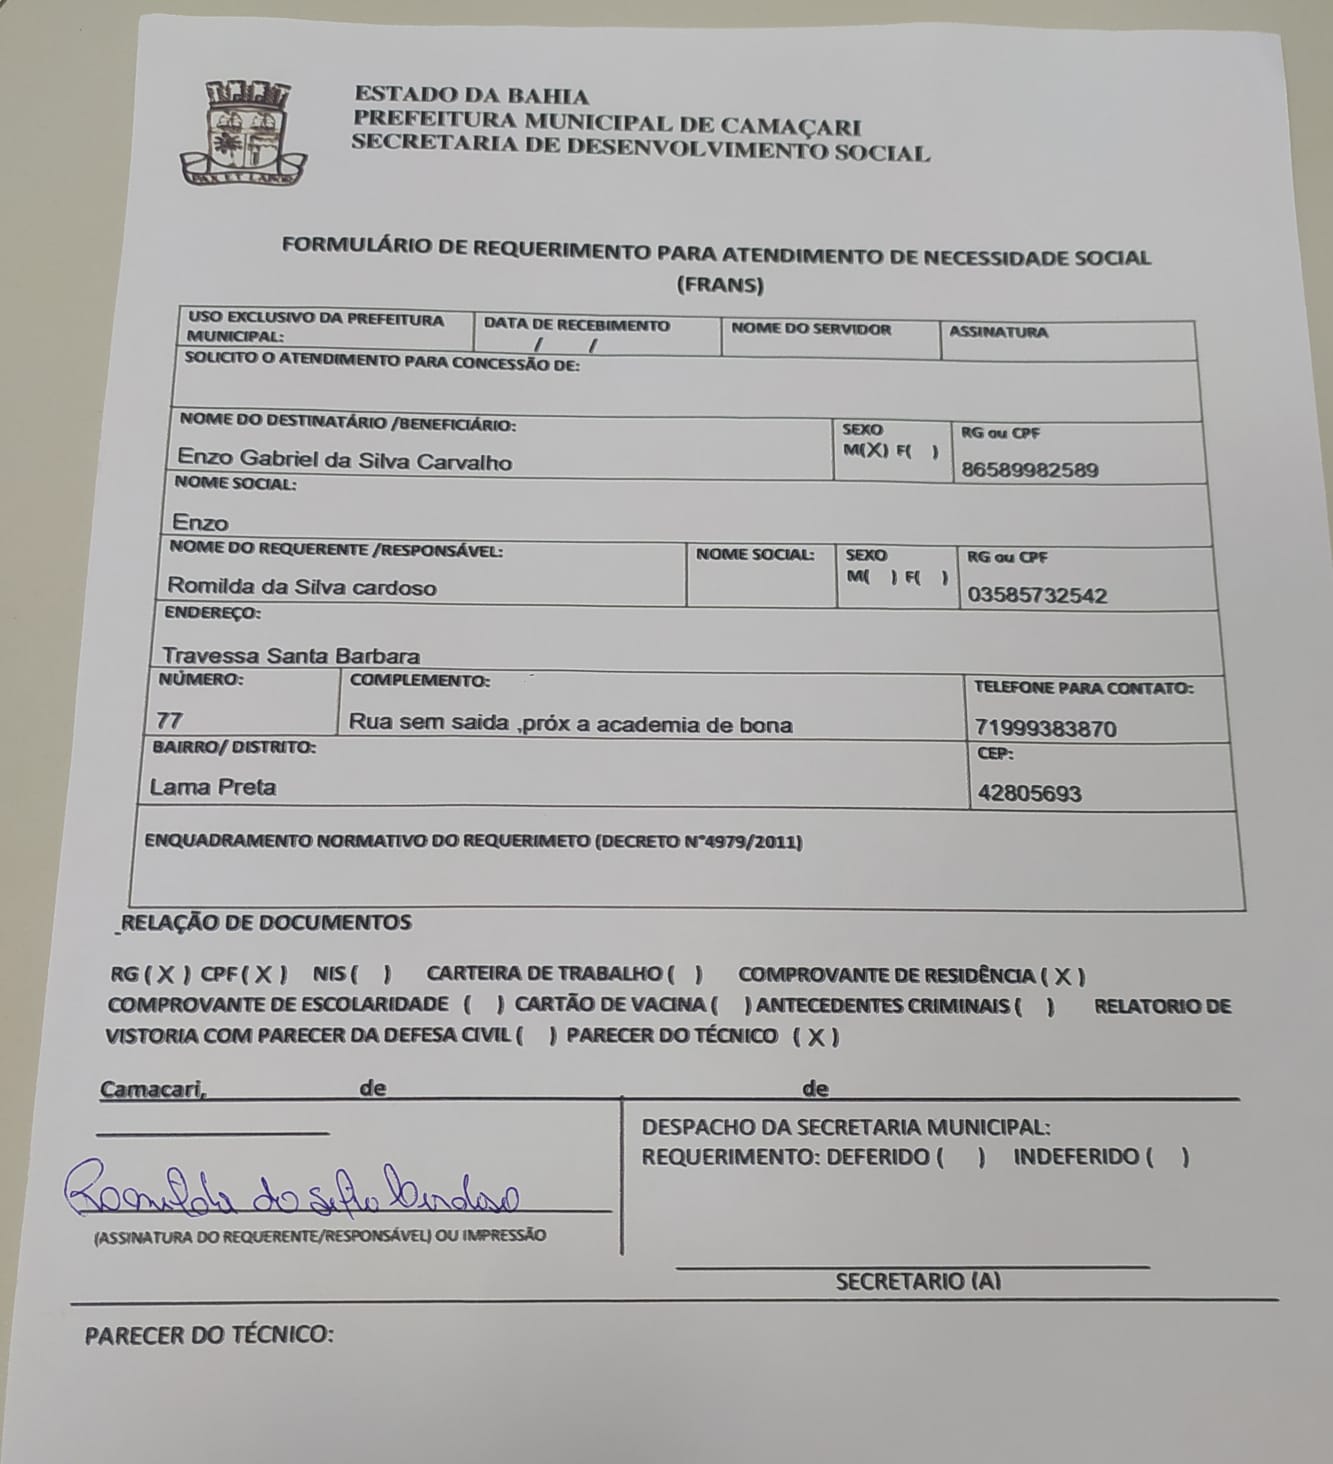 PAX ET LABOR
ESTADO DA BAHIA
PREFEITURA MUNICIPAL DE CAMAÇARI
SECRETARIA DE DESENVOLVIMENTO SOCIAL
FORMULÁRIO DE REQUERIMENTO PARA ATENDIMENTO DE NECESSIDADE SOCIAL
(FRANS)
USO EXCLUSIVO DA PREFEITURA MUNICIPAL: DATA DE RECEBIMENTO / / NOME DO SERVIDOR ASSINATURA
SOLICITO O ATENDIMENTO PARA CONCESSÃO DE:
NOME DO DESTINATÁRIO /BENEFICIÁRIO: SEXO RG ou CPF
Enzo Gabriel da Silva Carvalho M(X) F( ) 86589982589
NOME SOCIAL:
Enzo
NOME DO REQUERENTE /RESPONSÁVEL: NOME SOCIAL: SEXO RG ou CPF
Romilda da Silva cardoso M( ) F( ) 03585732542
ENDEREÇO:
Travessa Santa Barbara
NÚMERO: COMPLEMENTO: TELEFONE PARA CONTATO:
77 Rua sem saida ,próx a academia de bona 71999383870
BAIRRO/ DISTRITO: CEP:
Lama Preta 42805693
ENQUADRAMENTO NORMATIVO DO REQUERIMETO (DECRETO N°4979/2011)
RELAÇÃO DE DOCUMENTOS
RG ( X ) CPF ( X ) NIS ( ) CARTEIRA DE TRABALHO ( ) COMPROVANTE DE RESIDÊNCIA ( X )
COMPROVANTE DE ESCOLARIDADE ( ) CARTÃO DE VACINA ( ) ANTECEDENTES CRIMINAIS ( ) RELATORIO DE
VISTORIA COM PARECER DA DEFESA CIVIL ( ) PARECER DO TÉCNICO ( X )
Camacari, de de
DESPACHO DA SECRETARIA MUNICIPAL:
REQUERIMENTO: DEFERIDO ( ) INDEFERIDO ( )
Romilda da Silva Cardoso
(ASSINATURA DO REQUERENTE/RESPONSÁVEL) OU IMPRESSÃO
SECRETARIO (A)
PARECER DO TÉCNICO: